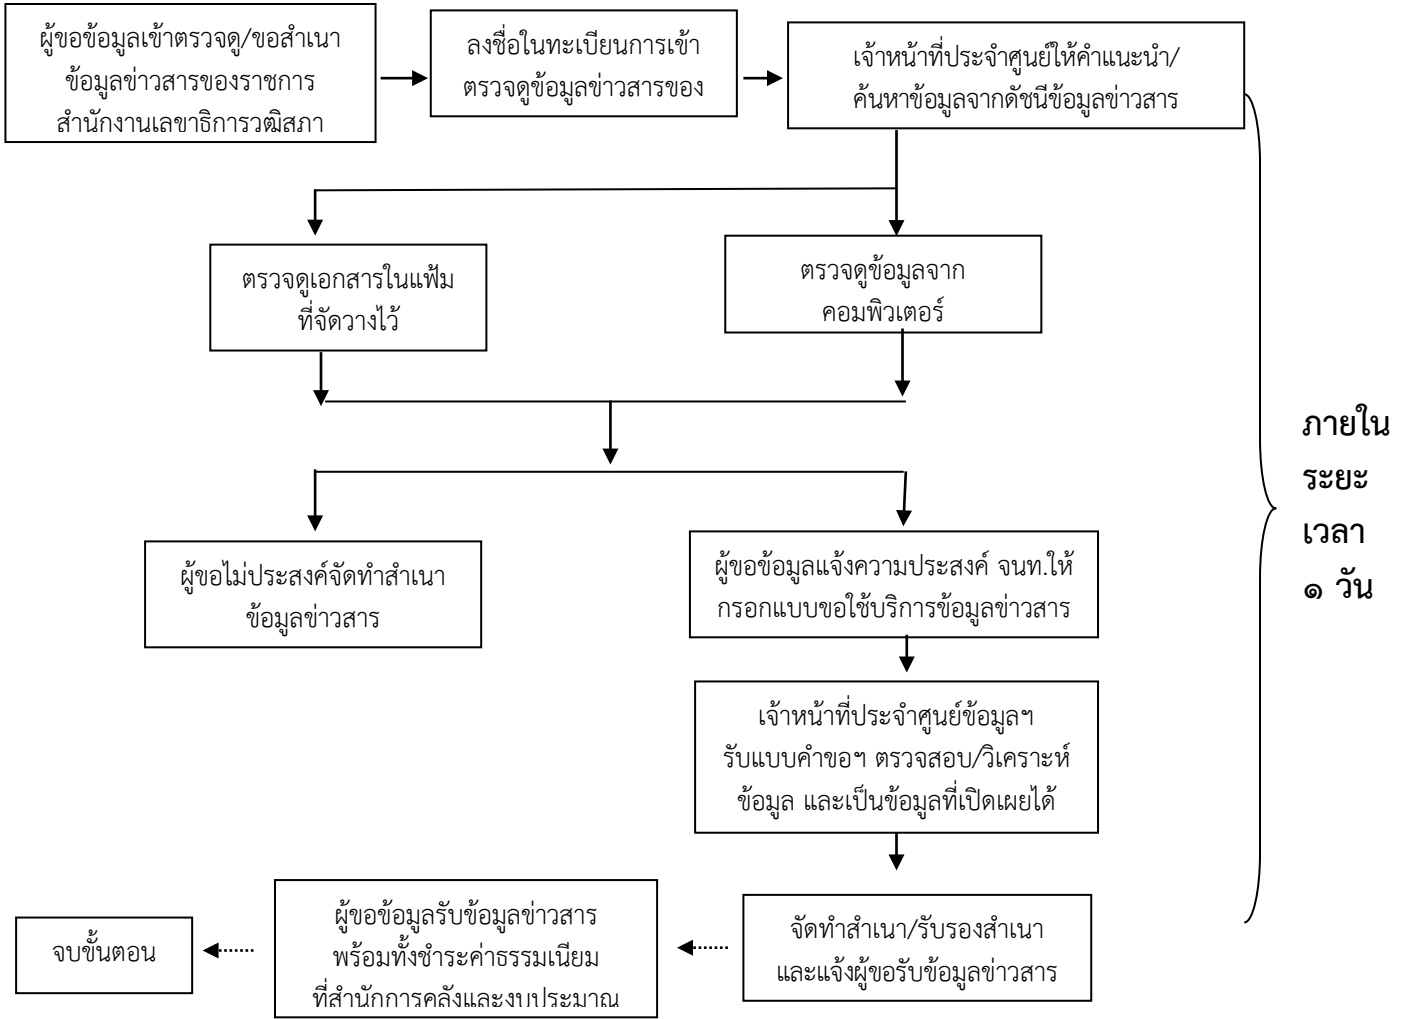 ผู้ขอข้อมูลเข้าตรวจดู/ขอสำเนา
ข้อมูลข่าวสารของราชการ
สำนักงานเลขาธิการวุฒิสภา
ลงชื่อในทะเบียนการเข้า
ตรวจดูข้อมูลข่าวสารของ
เจ้าหน้าที่ประจำศูนย์ให้คำแนะนำ/
ค้นหาข้อมูลจากดัชนีข้อมูลข่าวสาร
ตรวจดูเอกสารในแฟ้ม
ที่จัดวางไว้
ตรวจดูข้อมูลจาก
คอมพิวเตอร์
ภายใน
ระยะ
เวลา
๑ วัน
ผู้ขอไม่ประสงค์จัดทำสำเนา
ข้อมูลข่าวสาร
ผู้ขอข้อมูลแจ้งความประสงค์ จนท.ให้
กรอกแบบขอใช้บริการข้อมูลข่าวสาร
เจ้าหน้าที่ประจำศูนย์ข้อมูลฯ
รับแบบคำขอฯ ตรวจสอบ/วิเคราะห์
ข้อมูล และเป็นข้อมูลที่เปิดเผยได้
จัดทำสำเนา/รับรองสำเนา
และแจ้งผู้ขอรับข้อมูลข่าวสาร
ผู้ขอข้อมูลรับข้อมูลข่าวสาร
พร้อมทั้งชำระค่าธรรมเนียม
ที่สำนักการคลังและงบประมาณ
จบขั้นตอน